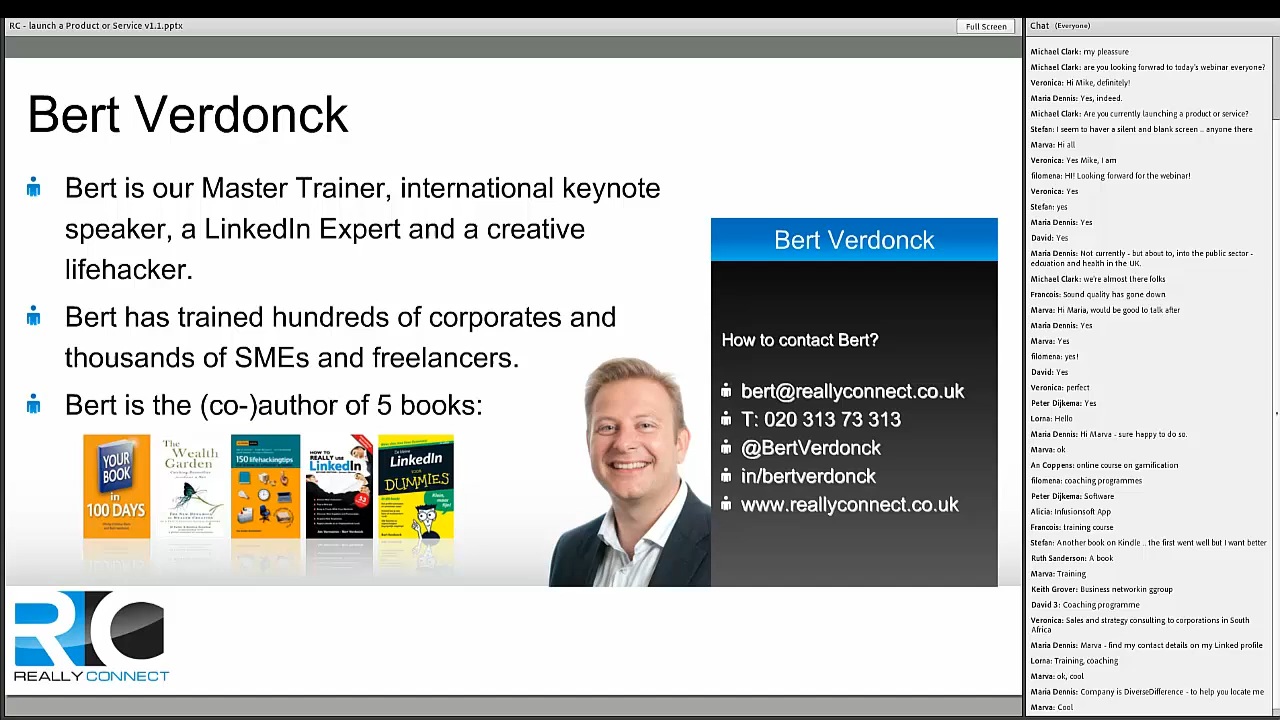 RC - launch a Product or Service v1.1.pptx
Full Screen
Bert Verdonck
Bert is our Master Trainer, international keynote
speaker, a LinkedIn Expert and a creative
lifehacker.
Bert has trained hundreds of corporates and
thousands of SMEs and freelancers.
Bert is the (co-)author of 5 books:
YOUR
BOOK
in
100 DAYS
The
Wealth
Garden
150 lifehackingtips
HOW TO
REALLY USE
LinkedIn
LinkedIn
VOOR
DUMMIES
Bert Verdonck
How to contact Bert?
bert@reallyconnect.co.uk
T: 020 313 73 313
@BertVerdonck
in/bertverdonck
www.reallyconnect.co.uk
RC
REALLYCONNECT
Chat (Everyone)
Michael Clark: my pleassure
Michael Clark: are you looking forwrad to today's webinar everyone?
Veronica: Hi Mike, definitely!
Maria Dennis: Yes, indeed.
Michael Clark: Are you currently launching a product or service?
Stefan: I seem to haver a silent and blank screen .. anyone there
Marva: Hi all
Veronica: Yes Mike, I am
filomena: HI! Looking forward for the webinar!
Veronica: Yes
Stefan: yes
Maria Dennis: Yes
David: Yes
Maria Dennis: Not currently - but about to, into the public sector -
edcuation and health in the UK.
Michael Clark: we're almost there folks
Francois: Sound quality has gone down
Marva: Hi Maria, would be good to talk after
Maria Dennis: Yes
Marva: Yes
filomena: yes!
David: Yes
Veronica: perfect
Peter Dijkema: Yes
Lorna: Hello
Maria Dennis: Hi Marva - sure happy to do so.
Marva: ok
An Coppens: online course on gamification
filomena: coaching programmes
Peter Dijkema: Software
Alicia: Infusionsoft App
Francois: training course
Stefan: Another book on Kindle .. the first went well but I want better
Ruth Sanderson: A book
Marva: Training
Keith Grover: Business networkin ggroup
David 3: Coaching programme
Veronica: Sales and strategy consulting to corporations in South
Africa
Maria Dennis: Marva - find my contact details on my Linked profile
Lorna: Training, coaching
Marva: ok, cool
Maria Dennis: Company is DiverseDifference - to help you locate me
Marva: Cool